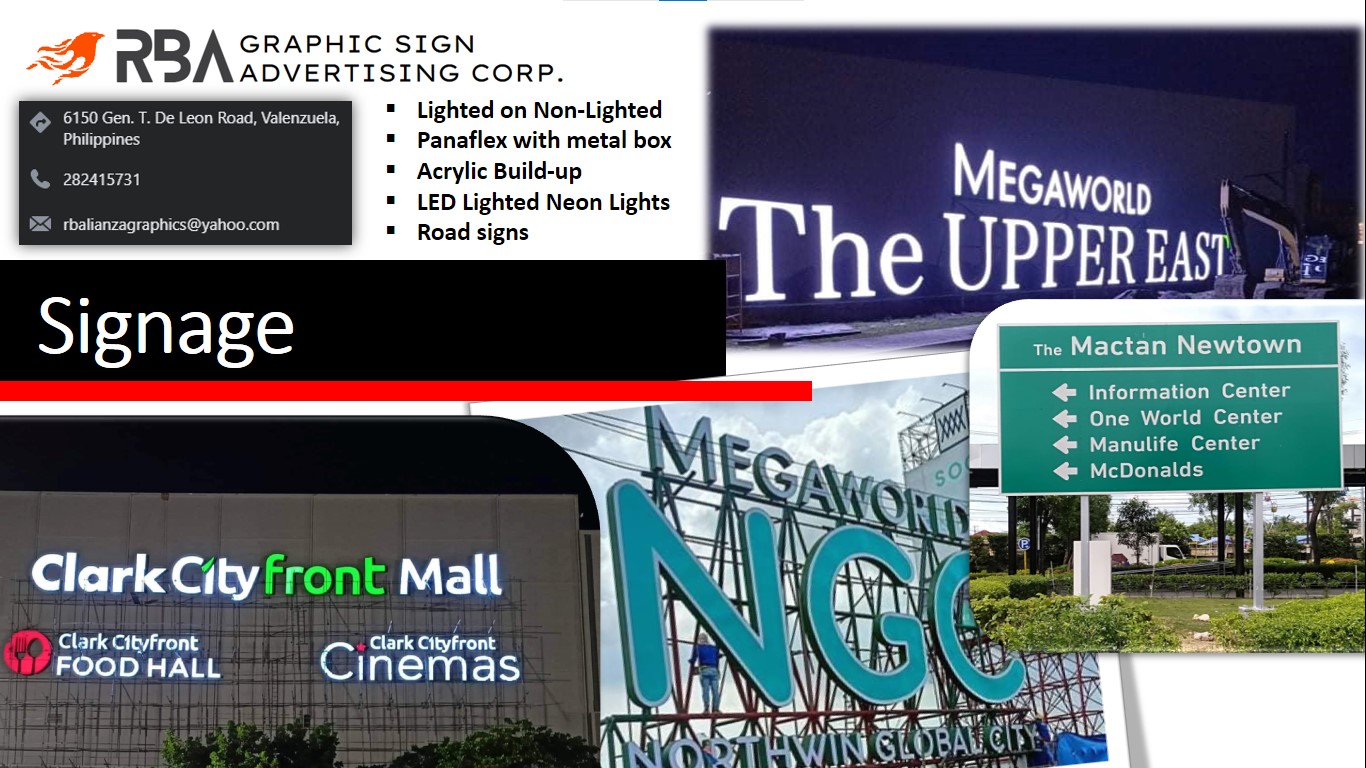 RBA GRAPHIC SIGN
ADVERTISING CORP.
6150 Gen. T. De Leon Road, Valenzuela,
Philippines
282415731
rbalianzagraphics@yahoo.com
Lighted on Non-Lighted
Panaflex with metal box
Acrylic Build-up
LED Lighted Neon Lights
Road signs
MEGAWORLD
The UPPER EAST
Signage
The Mactan Newtown
Information Center
One World Center
Manulife Center
McDonalds
P
MEGAWORLD
NGC
NORTHWIN GLOBAL CITY
Clark Cityfront Mall
Clark Cityfront
FOOD HALL
Clark Cityfront
Cinemas